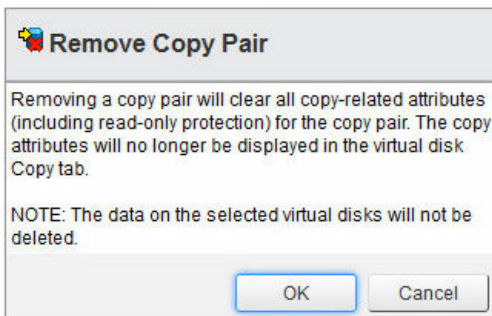 Remove Copy Pair
Removing a copy pair will clear all copy-related attributes
(including read-only protection) for the copy pair. The copy
attributes will no longer be displayed in the virtual disk
Copy tab.
NOTE: The data on the selected virtual disks will not be
deleted.
OK
Cancel